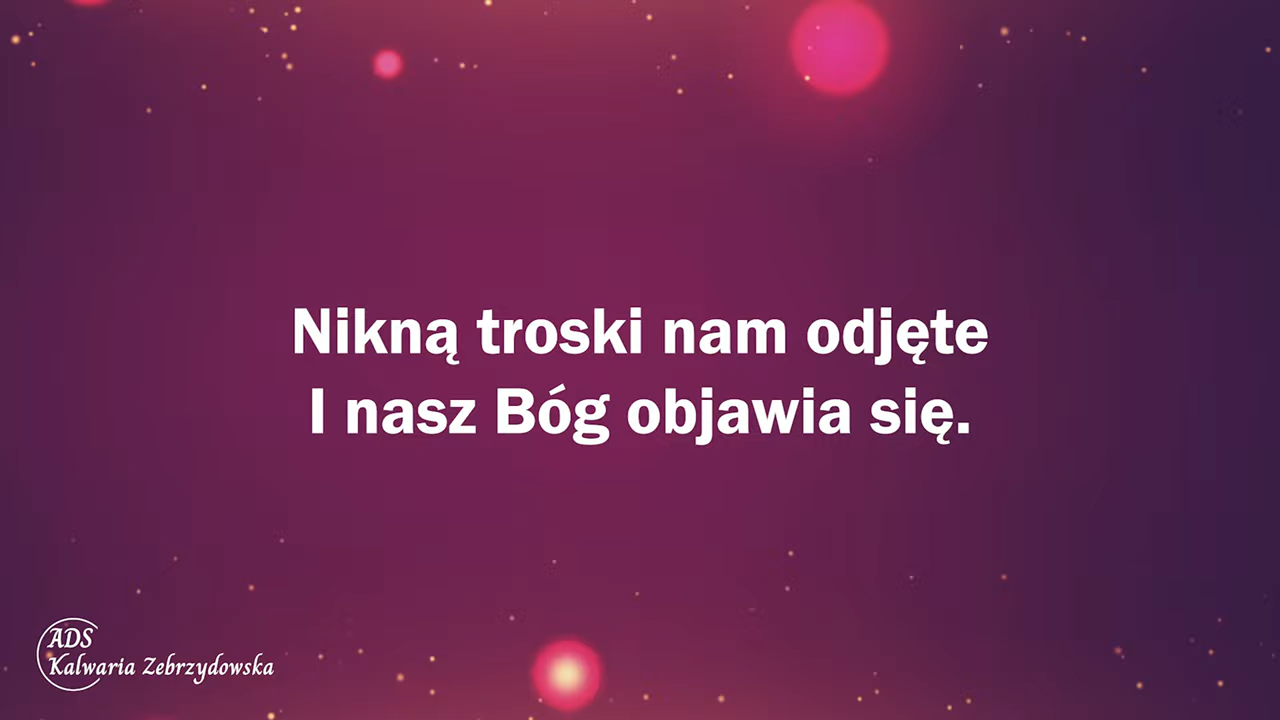 Nikną troski nam odjęte
I nasz Bóg objawia się.
ADS
Kalwaria Zebrzydowska